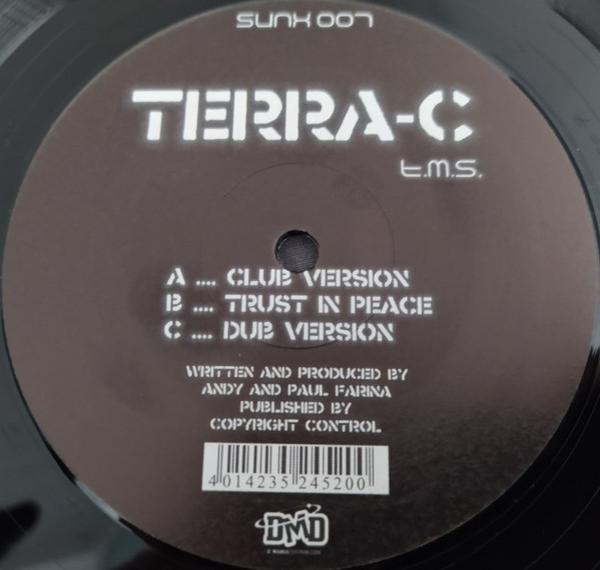 SUNX 007
TERRA-C
t.m.s.
A .... CLUB VERSION
B .... TRUST IN PEACE
C .... DUB VERSION
WRITTEN AND PRODUCED BY
ANDY AND PAUL FARINA
PUBLISHED BY
COPYRIGHT CONTROL
4 014235 245200
DMD